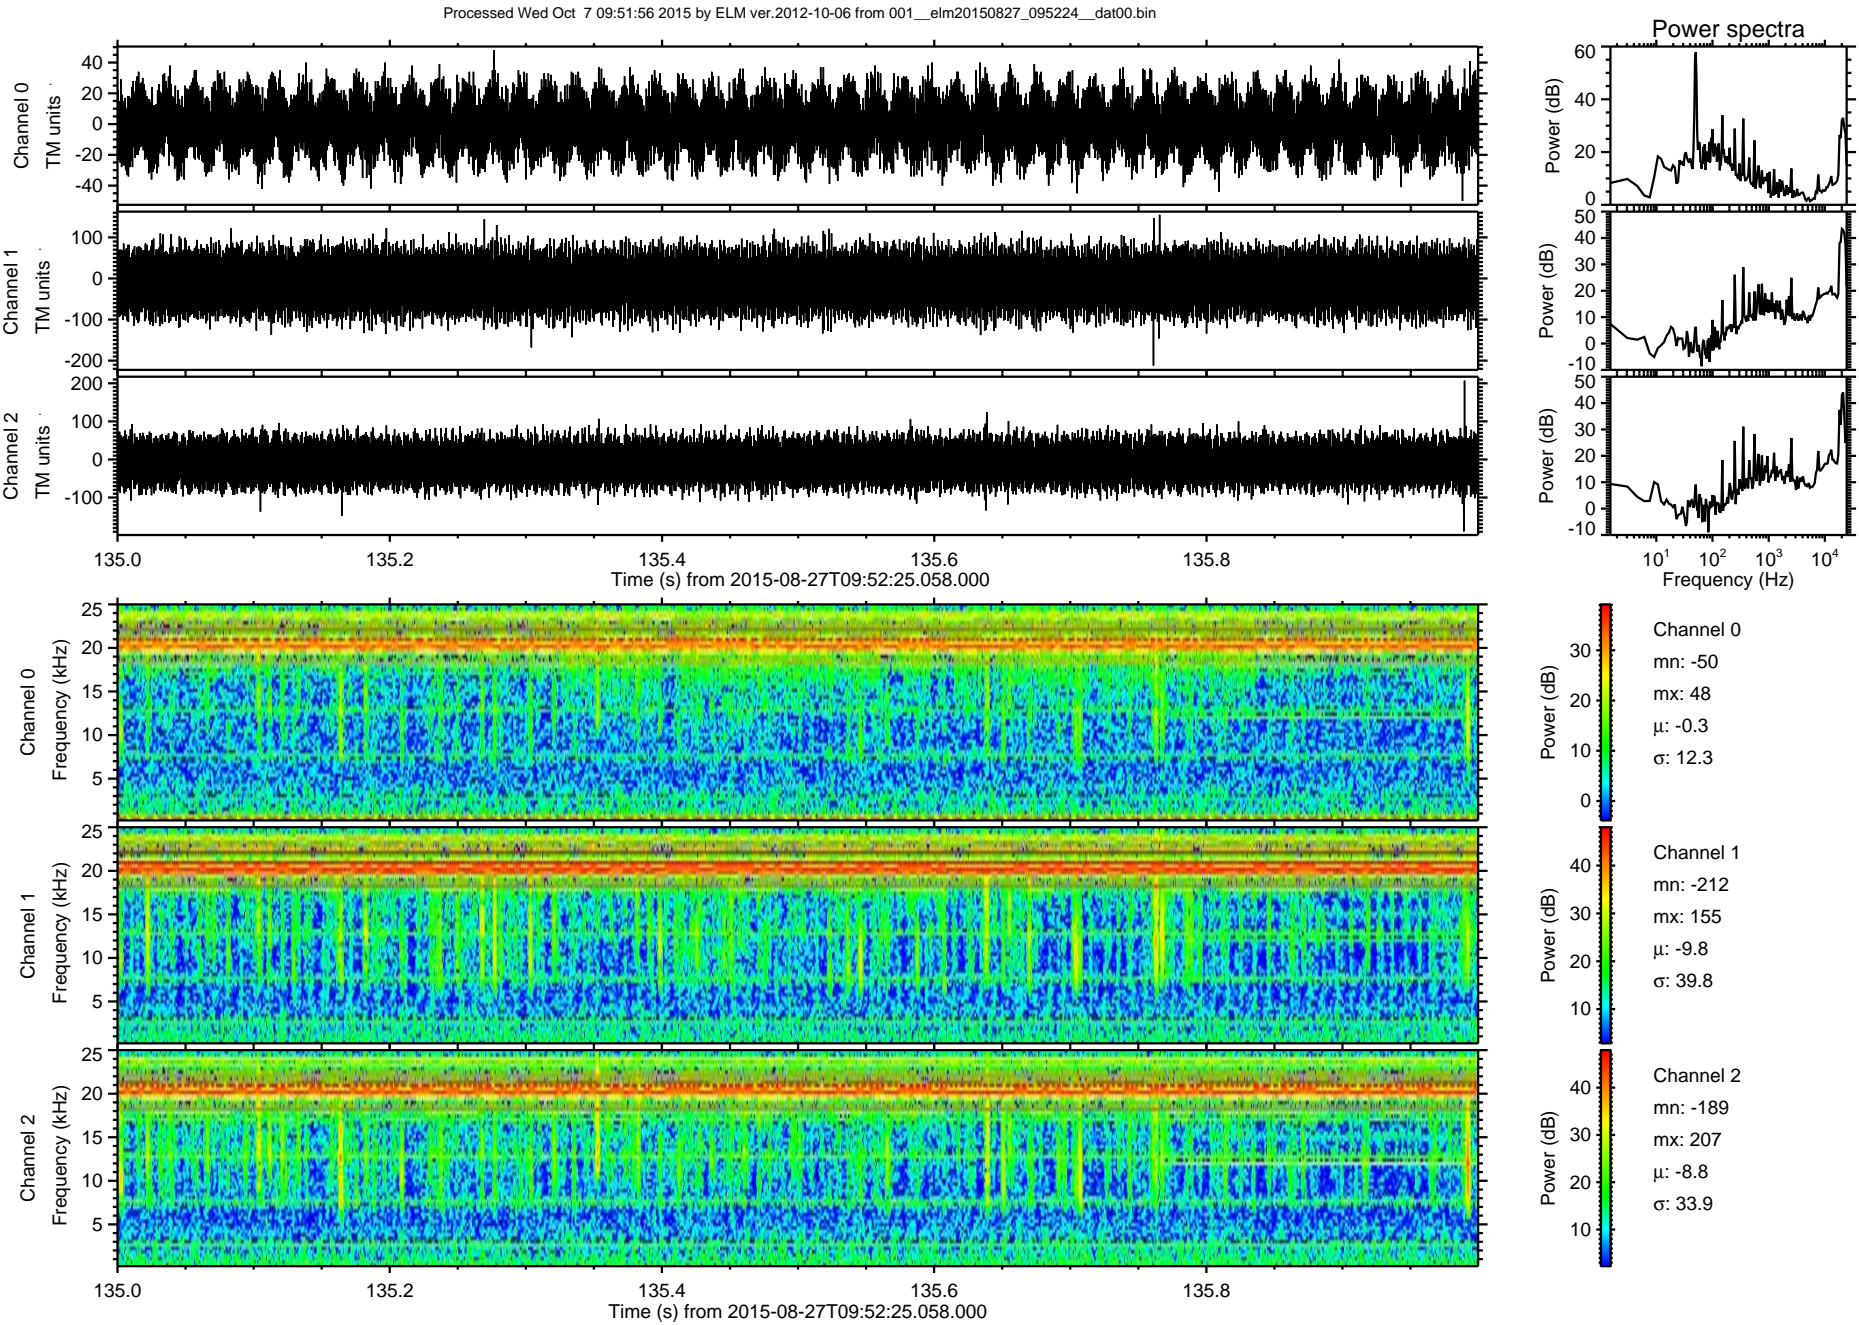 Processed Wed Oct  7 09:51:56 2015 by ELM ver.2012-10-06 from 001__elm20150827_095224__dat00.bin
Power spectra
Channel 0
TM units
40
20
0
-20
-40
Channel 1
TM units
100
0
-100
-200
Channel 2
TM units
200
100
0
-100
135.0
135.2
135.4
135.6
135.8
Time (s) from 2015-08-27T09:52:25.058.000
Power (dB)
60
40
20
0
Power (dB)
50
40
30
20
10
0
-10
Power (dB)
50
40
30
20
10
0
-10
10^1
10^2
10^3
10^4
Frequency (Hz)
Channel 0
Frequency (kHz)
25
20
15
10
5
Power (dB)
30
20
10
0
Channel 0
mn: -50
mx: 48
μ: -0.3
σ: 12.3
Channel 1
Frequency (kHz)
25
20
15
10
5
Power (dB)
40
30
20
10
Channel 1
mn: -212
mx: 155
μ: -9.8
σ: 39.8
Channel 2
Frequency (kHz)
25
20
15
10
5
Power (dB)
40
30
20
10
Channel 2
mn: -189
mx: 207
μ: -8.8
σ: 33.9
135.0
135.2
135.4
135.6
135.8
Time (s) from 2015-08-27T09:52:25.058.000